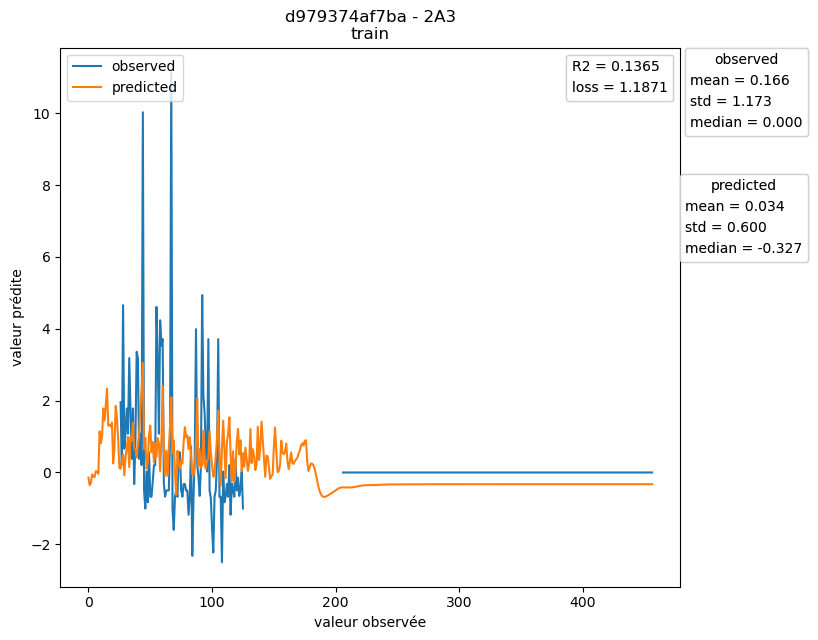 d979374af7ba - 2A3
train
observed
predicted
R2 = 0.1365
loss = 1.1871
observed
mean = 0.166
std = 1.173
median = 0.000
predicted
mean = 0.034
std = 0.600
median = -0.327
valeur prédite
10
8
6
4
2
0
−2
0
100
200
300
400
valeur observée